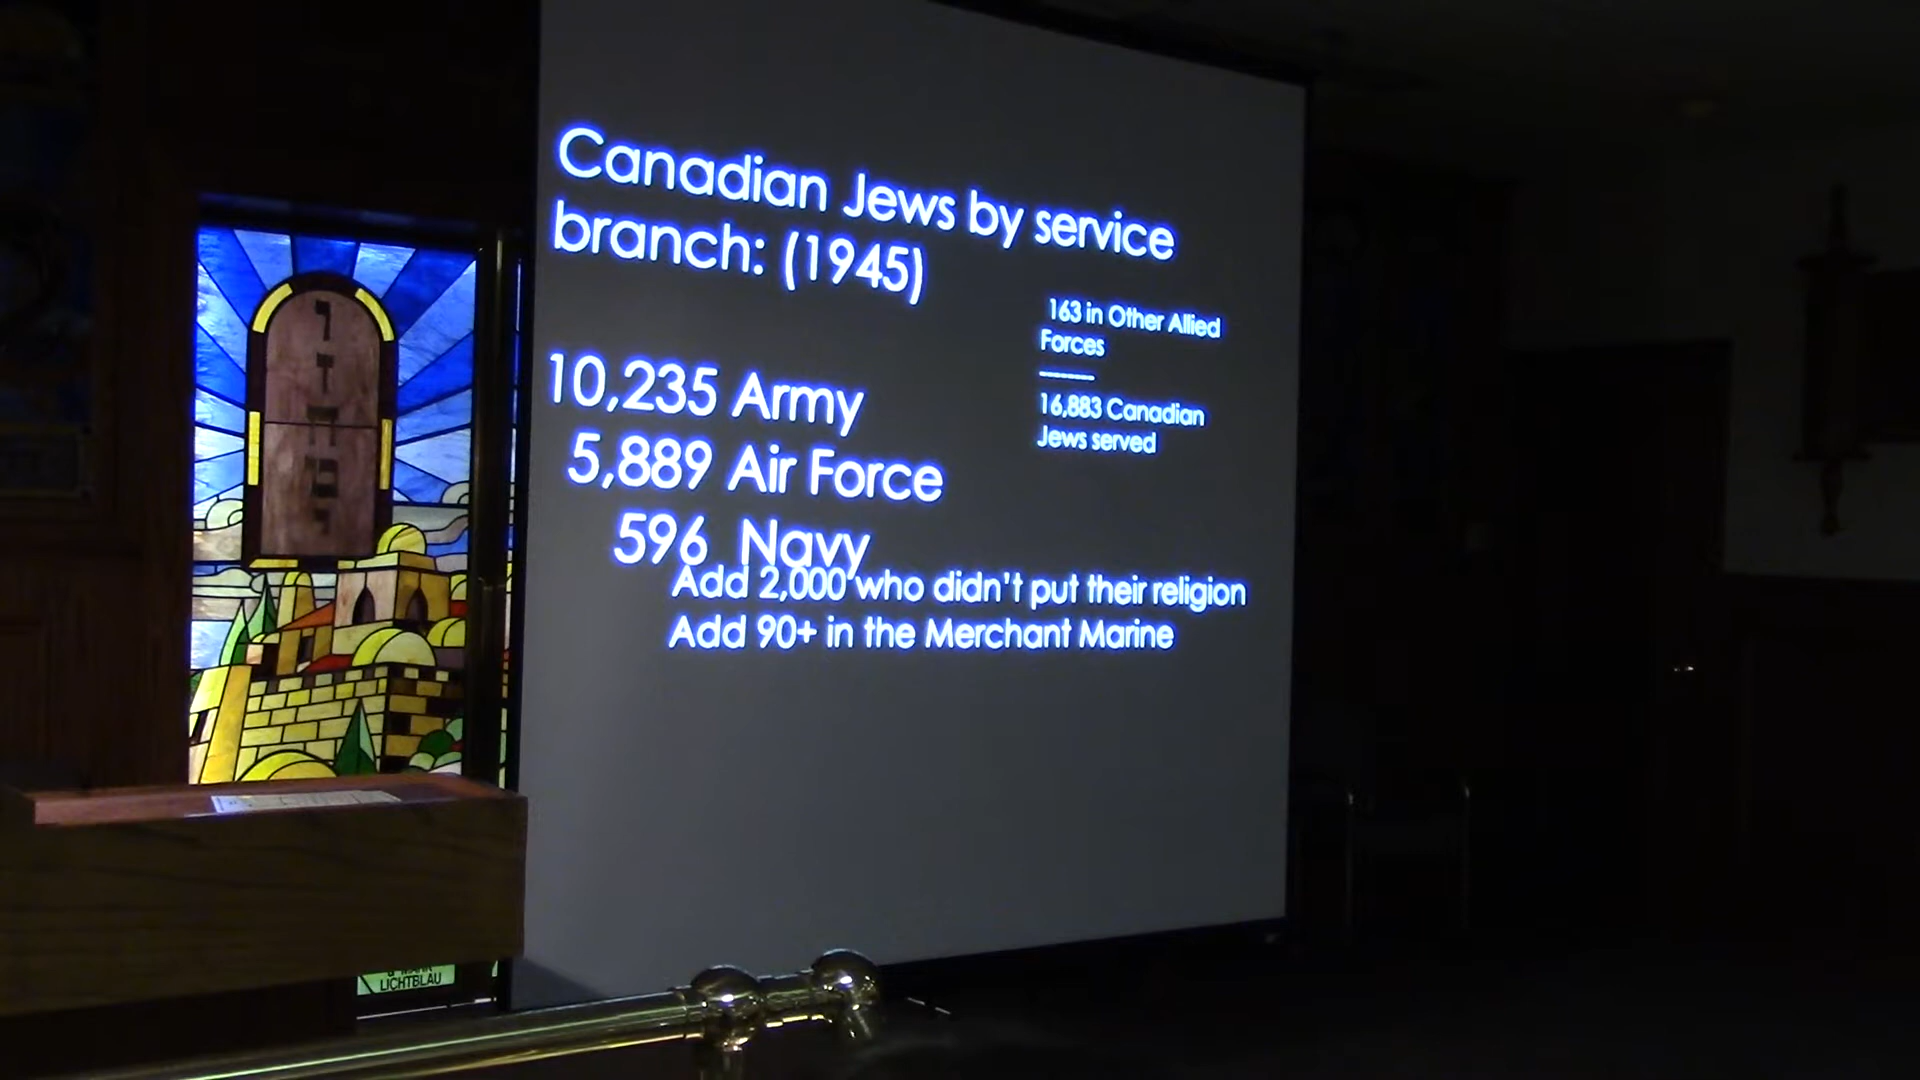 Canadian Jews by service
branch: (1945)
10,235 Army
5,889 Air Force
596 Navy
163 in Other Allied
Forces
--------
16,883 Canadian
Jews served
Add 2,000 who didn't put their religion
Add 90+ in the Merchant Marine
LICHTBLAU